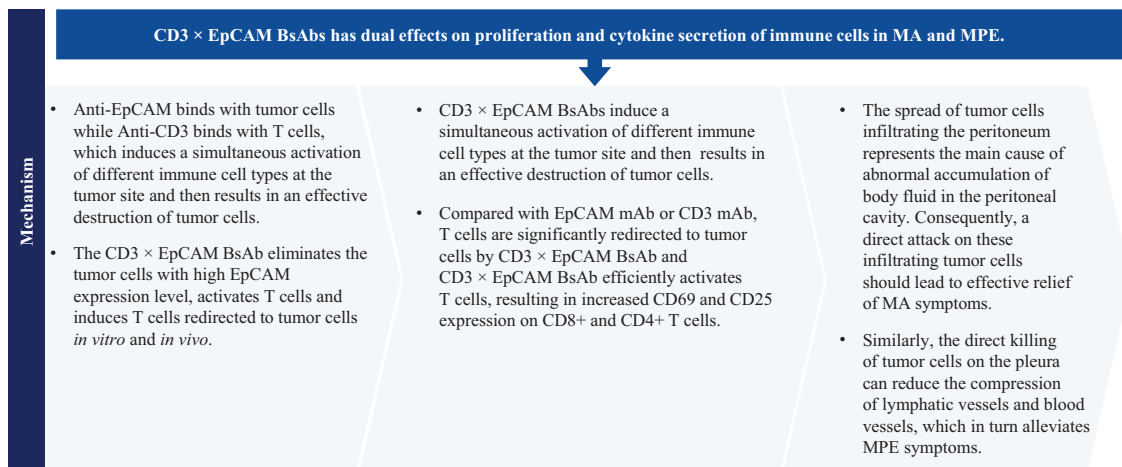 Mechanism
CD3 × EpCAM BsAbs has dual effects on proliferation and cytokine secretion of immune cells in MA and MPE.
• Anti-EpCAM binds with tumor cells
while Anti-CD3 binds with T cells,
which induces a simultaneous activation
of different immune cell types at the
tumor site and then results in an effective
destruction of tumor cells.
• The CD3 × EpCAM BsAb eliminates the
tumor cells with high EpCAM
expression level, activates T cells and
induces T cells redirected to tumor cells
in vitro and in vivo.
• CD3 × EpCAM BsAbs induce a
simultaneous activation of different immune
cell types at the tumor site and then results in
an effective destruction of tumor cells.
• Compared with EpCAM mAb or CD3 mAb,
T cells are significantly redirected to tumor
cells by CD3 × EpCAM BsAb and
CD3 × EpCAM BsAb efficiently activates
T cells, resulting in increased CD69 and CD25
expression on CD8+ and CD4+ T cells.
• The spread of tumor cells
infiltrating the peritoneum
represents the main cause of
abnormal accumulation of
body fluid in the peritoneal
cavity. Consequently, a
direct attack on these
infiltrating tumor cells
should lead to effective relief
of MA symptoms.
• Similarly, the direct killing
of tumor cells on the pleura
can reduce the compression
of lymphatic vessels and blood
vessels, which in turn alleviates
MPE symptoms.